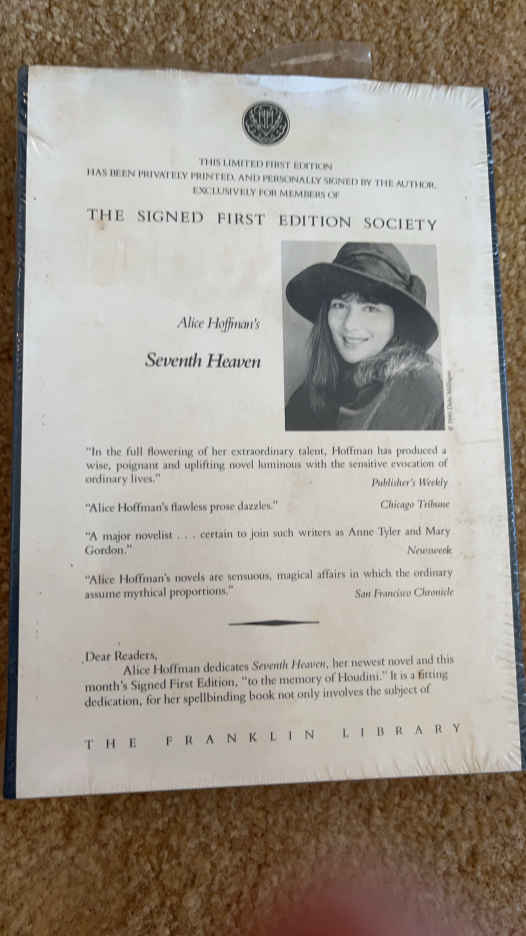 THIS LIMITED FIRST EDITION
HAS BEEN PRIVATELY PRINTED, AND PERSONALLY SIGNED BY THE AUTHOR,
EXCLUSIVELY FOR MEMBERS OF
THE SIGNED FIRST EDITION SOCIETY
Alice Hoffman's
Seventh Heaven
"In the full flowering of her extraordinary talent, Hoffman has produced a
wise, poignant and uplifting novel luminous with the sensitive evocation of
ordinary lives."
Publisher's Weekly
"Alice Hoffman's flawless prose dazzles."
Chicago Tribune
"A major novelist . . . certain to join such writers as Anne Tyler and Mary
Gordon."
Newsweek
"Alice Hoffman's novels are sensuous, magical affairs in which the ordinary
assume mythical proportions."
San Francisco Chronicle
Dear Readers,
Alice Hoffman dedicates Seventh Heaven, her newest novel and this
month's Signed First Edition, "to the memory of Houdini." It is a fitting
dedication, for her spellbinding book not only involves the subject of
THE FRANKLIN LIBRARY